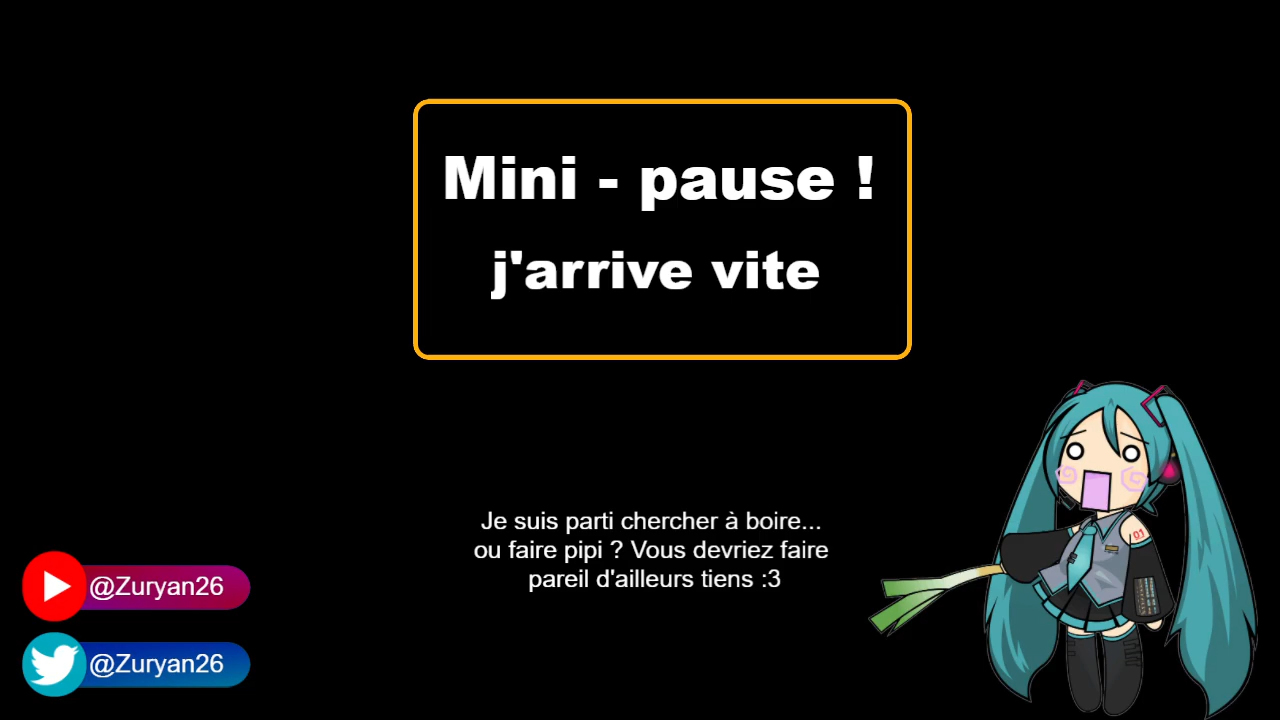 Mini - pause !
j'arrive vite
Je suis parti chercher à boire...
ou faire pipi ? Vous devriez faire
pareil d'ailleurs tiens :3
@Zuryan26
@Zuryan26
01